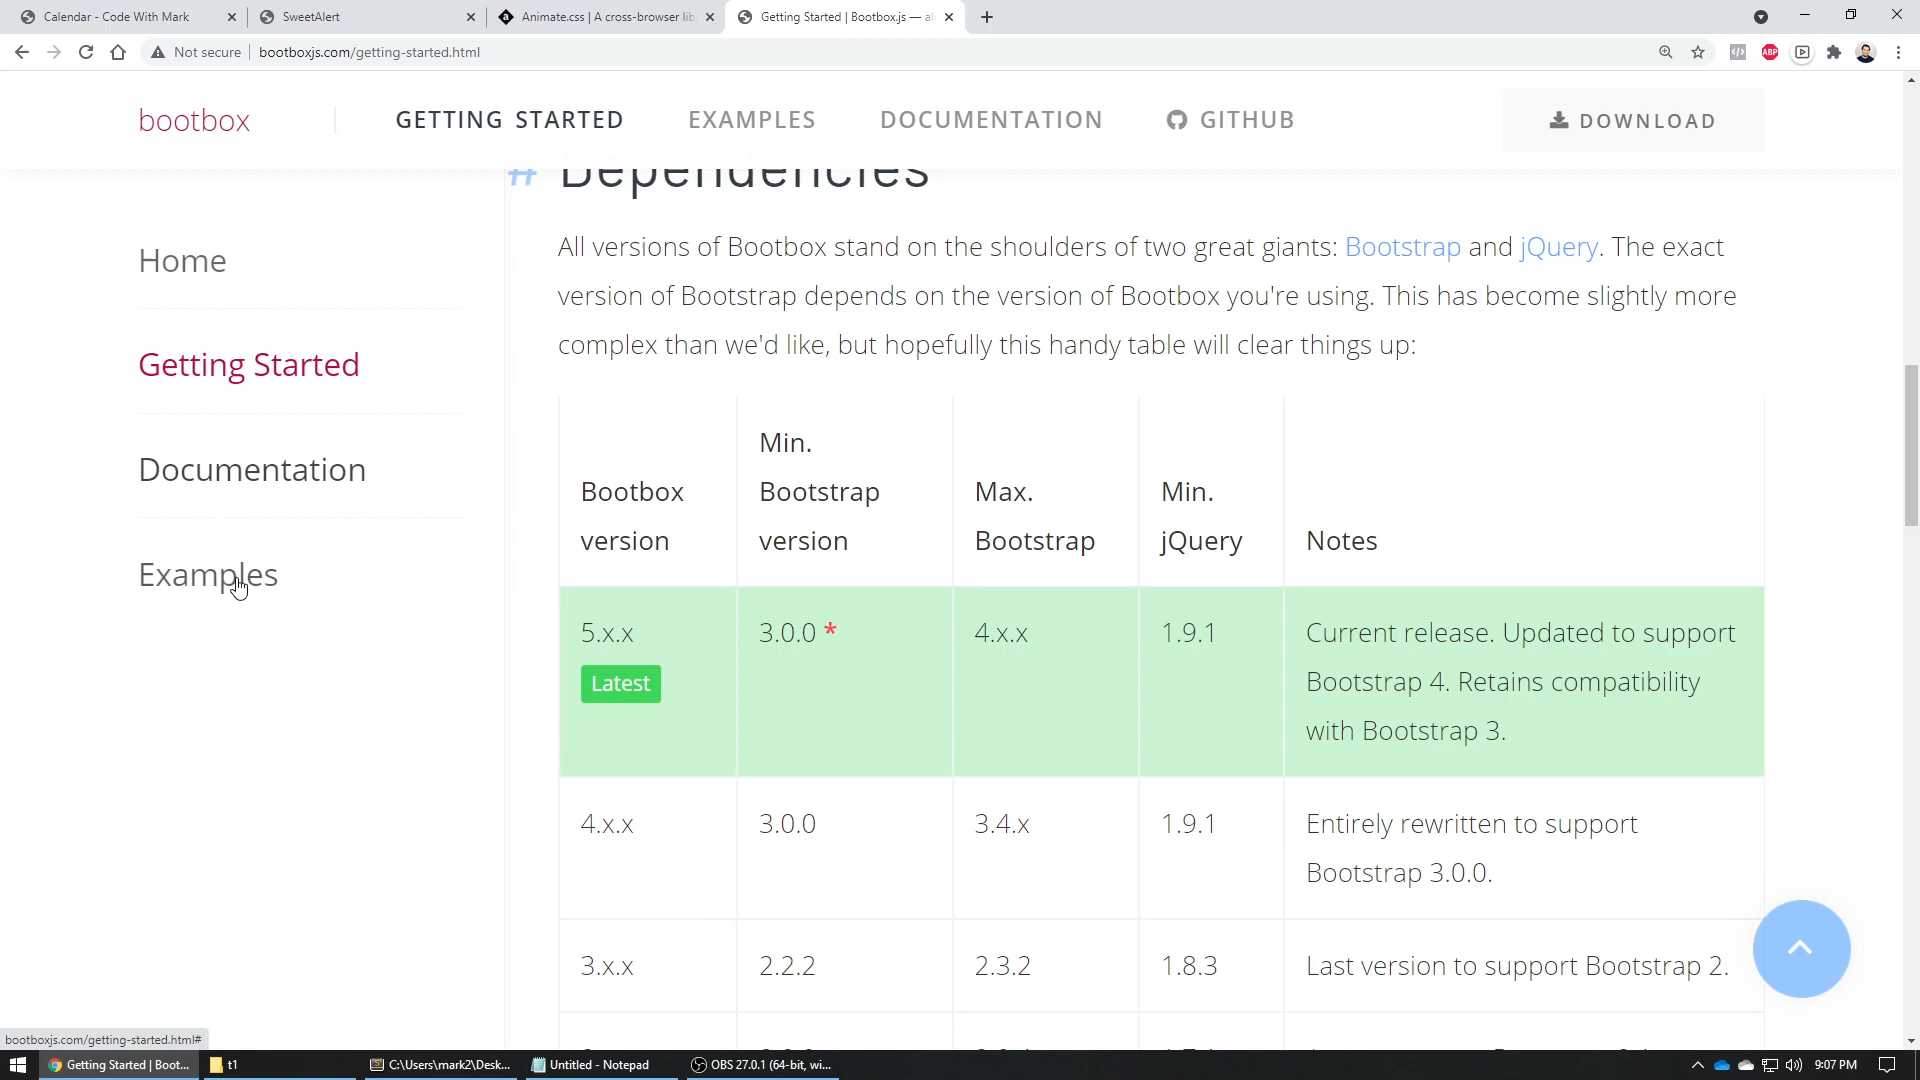 Calendar - Code With Mark
SweetAlert
Animate.css | A cross-browser lib
Getting Started | Bootbox.js — al
Not secure
bootboxjs.com/getting-started.html
ABP
bootbox
GETTING STARTED
EXAMPLES
DOCUMENTATION
GITHUB
DOWNLOAD
# Dependencies
Home
Getting Started
Documentation
Examples
All versions of Bootbox stand on the shoulders of two great giants: Bootstrap and jQuery. The exact
version of Bootstrap depends on the version of Bootbox you're using. This has become slightly more
complex than we'd like, but hopefully this handy table will clear things up:
Bootbox
version
Min.
Bootstrap
version
Max.
Bootstrap
Min.
jQuery
Notes
5.x.x
Latest
3.0.0 *
4.x.x
1.9.1
Current release. Updated to support
Bootstrap 4. Retains compatibility
with Bootstrap 3.
4.x.x
3.0.0
3.4.x
1.9.1
Entirely rewritten to support
Bootstrap 3.0.0.
3.x.x
2.2.2
2.3.2
1.8.3
Last version to support Bootstrap 2.
bootboxjs.com/getting-started.html#
Getting Started | Boot...
t1
C:\Users\mark2\Desk...
Untitled - Notepad
OBS 27.0.1 (64-bit, wi...
9:07 PM